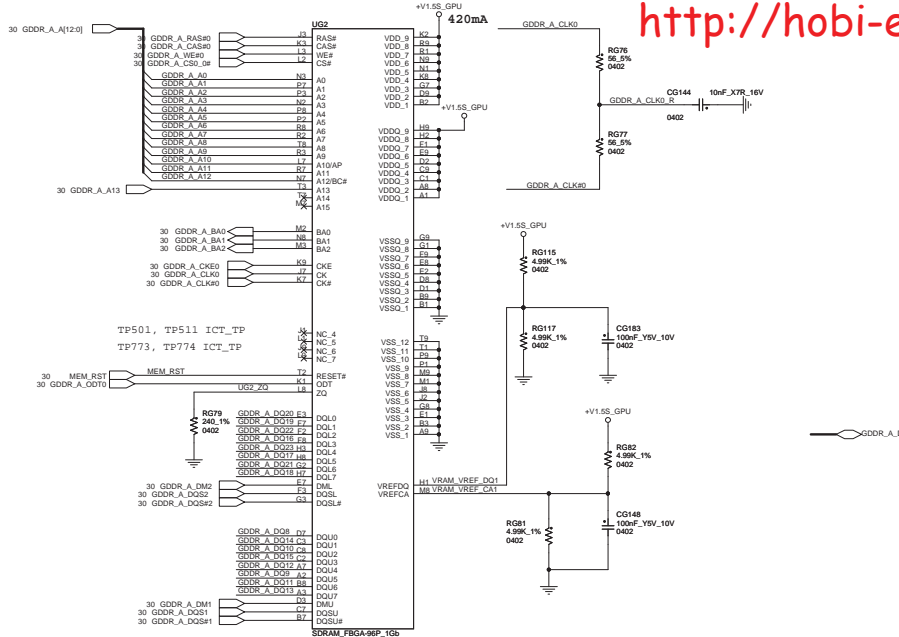 http://hobi-e
+V1.5S_GPU
420mA
UG2
30 GDDR_A_A[12:0]
30 GDDR_A_RAS#0 J3 RAS#
30 GDDR_A_CAS#0 K3 CAS#
30 GDDR_A_WE#0 L3 WE#
30 GDDR_A_CS0_0# L2 CS#
GDDR_A_A0 N3 A0
GDDR_A_A1 P7 A1
GDDR_A_A2 P3 A2
GDDR_A_A3 N2 A3
GDDR_A_A4 P8 A4
GDDR_A_A5 P2 A5
GDDR_A_A6 R8 A6
GDDR_A_A7 R2 A7
GDDR_A_A8 T8 A8
GDDR_A_A9 R3 A9
GDDR_A_A10 L7 A10/AP
GDDR_A_A11 R7 A11
GDDR_A_A12 N7 A12/BC#
30 GDDR_A_A13 T3 A13
A14
A15
30 GDDR_A_BA0 M2 BA0
30 GDDR_A_BA1 N8 BA1
30 GDDR_A_BA2 M3 BA2
30 GDDR_A_CKE0 K9 CKE
30 GDDR_A_CLK0 J7 CK
30 GDDR_A_CLK#0 K7 CK#
TP501, TP511 ICT_TP
TP773, TP774 ICT_TP
NC_4
NC_5
NC_6
NC_7
30 MEM_RST MEM_RST T2 RESET#
30 GDDR_A_ODT0 K1 ODT
UG2_ZQ L8 ZQ
RG79
240_1%
0402
GDDR_A_DQ20 E3 DQL0
GDDR_A_DQ19 F7 DQL1
GDDR_A_DQ22 F2 DQL2
GDDR_A_DQ16 F8 DQL3
GDDR_A_DQ23 H3 DQL4
GDDR_A_DQ17 H8 DQL5
GDDR_A_DQ21 G2 DQL6
GDDR_A_DQ18 H7 DQL7
30 GDDR_A_DM2 E7 DML
30 GDDR_A_DQS2 F3 DQSL
30 GDDR_A_DQS#2 G3 DQSL#
GDDR_A_DQ8 D7 DQU0
GDDR_A_DQ14 C3 DQU1
GDDR_A_DQ10 C8 DQU2
GDDR_A_DQ15 C2 DQU3
GDDR_A_DQ12 A7 DQU4
GDDR_A_DQ9 A2 DQU5
GDDR_A_DQ11 B8 DQU6
GDDR_A_DQ13 A3 DQU7
30 GDDR_A_DM1 D3 DMU
30 GDDR_A_DQS1 C7 DQSU
30 GDDR_A_DQS#1 B7 DQSU#
SDRAM_FBGA-96P_1Gb
VDD_9 K2
VDD_8 R9
VDD_7 R1
VDD_6 N9
VDD_5 N1
VDD_4 K8
VDD_3 G7
VDD_2 D9
VDD_1 B2
+V1.5S_GPU
VDDQ_9 H9
VDDQ_8 H2
VDDQ_7 F1
VDDQ_6 E9
VDDQ_5 D2
VDDQ_4 C9
VDDQ_3 C1
VDDQ_2 A8
VDDQ_1 A1
VSSQ_9 G9
VSSQ_8 G1
VSSQ_7 F9
VSSQ_6 E8
VSSQ_5 E2
VSSQ_4 D8
VSSQ_3 D1
VSSQ_2 B9
VSSQ_1 B1
VSS_12 T9
VSS_11 T1
VSS_10 P9
VSS_9 P1
VSS_8 M9
VSS_7 M1
VSS_6 J8
VSS_5 J2
VSS_4 G8
VSS_3 E1
VSS_2 B3
VSS_1 A9
VREFDQ H1 VRAM_VREF_DQ1
VREFCA M8 VRAM_VREF_CA1
GDDR_A_CLK0
RG76
56_5%
0402
GDDR_A_CLK0_R
CG144
10nF_X7R_16V
0402
RG77
56_5%
0402
GDDR_A_CLK#0
+V1.5S_GPU
RG115
4.99K_1%
0402
RG117
4.99K_1%
0402
CG183
100nF_Y5V_10V
0402
+V1.5S_GPU
RG82
4.99K_1%
0402
RG81
4.99K_1%
0402
CG148
100nF_Y5V_10V
0402